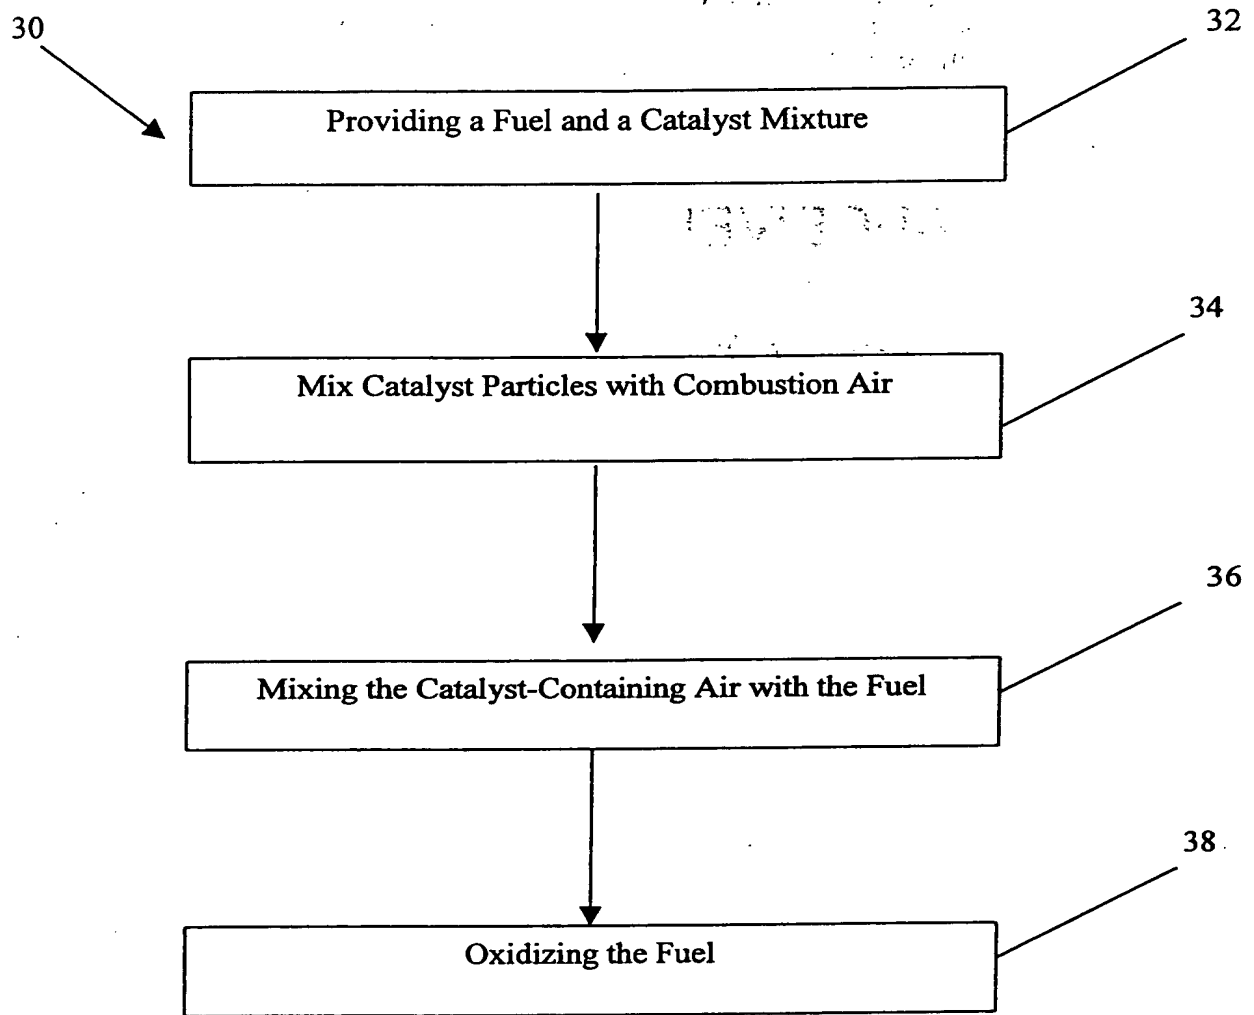 30
32
Providing a Fuel and a Catalyst Mixture
34
Mix Catalyst Particles with Combustion Air
36
Mixing the Catalyst-Containing Air with the Fuel
38
Oxidizing the Fuel